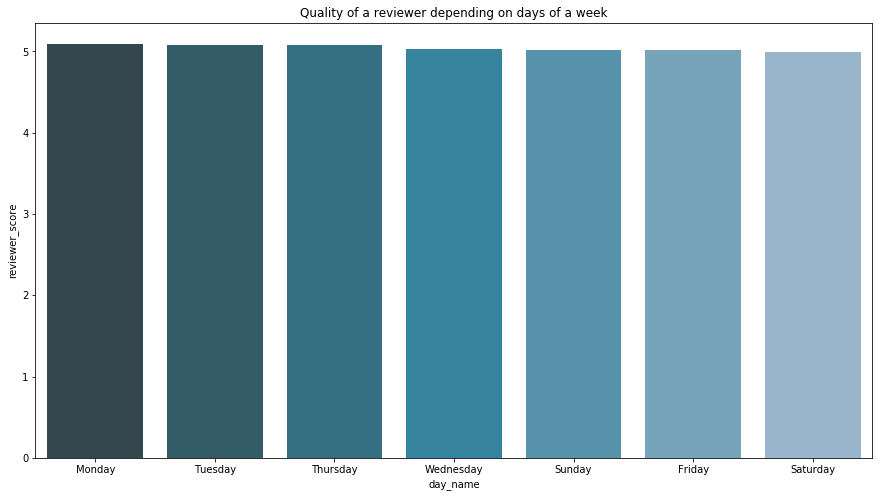 Quality of a reviewer depending on days of a week
reviewer_score
5
4
3
2
1
0
Monday Tuesday Thursday Wednesday Sunday Friday Saturday
day_name